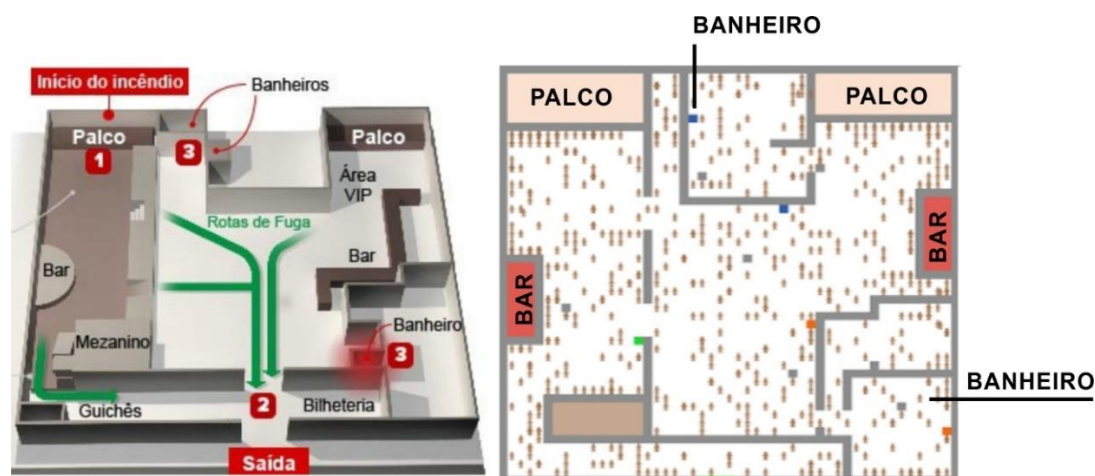 Início do incêndio
Banheiros
Palco
1
3
Palco
Área
VIP
Rotas de Fuga
Bar
Bar
Mezanino
Banheiro
3
Guichês
2
Bilheteria
Saída
BANHEIRO
PALCO
PALCO
BAR
BAR
BANHEIRO